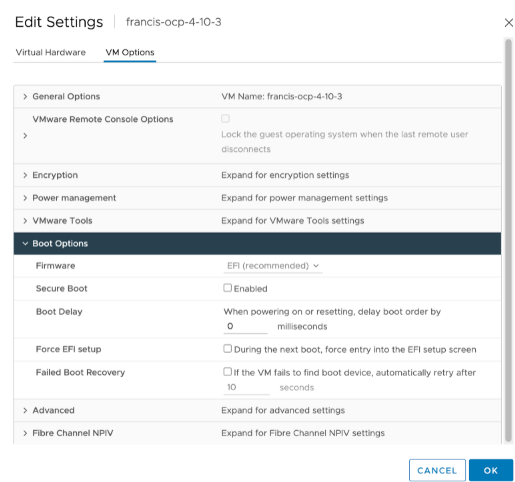 Edit Settings francis-ocp-4-10-3
Virtual Hardware VM Options
General Options VM Name: francis-ocp-4-10-3
VMware Remote Console Options
Lock the guest operating system when the last remote user
disconnects
Encryption Expand for encryption settings
Power management Expand for power management settings
VMware Tools Expand for VMware Tools settings
Boot Options
Firmware EFI (recommended)
Secure Boot Enabled
Boot Delay When powering on or resetting, delay boot order by
0 milliseconds
Force EFI setup During the next boot, force entry into the EFI setup screen
Failed Boot Recovery If the VM fails to find boot device, automatically retry after
10 seconds
Advanced Expand for advanced settings
Fibre Channel NPIV Expand for Fibre Channel NPIV settings
CANCEL OK